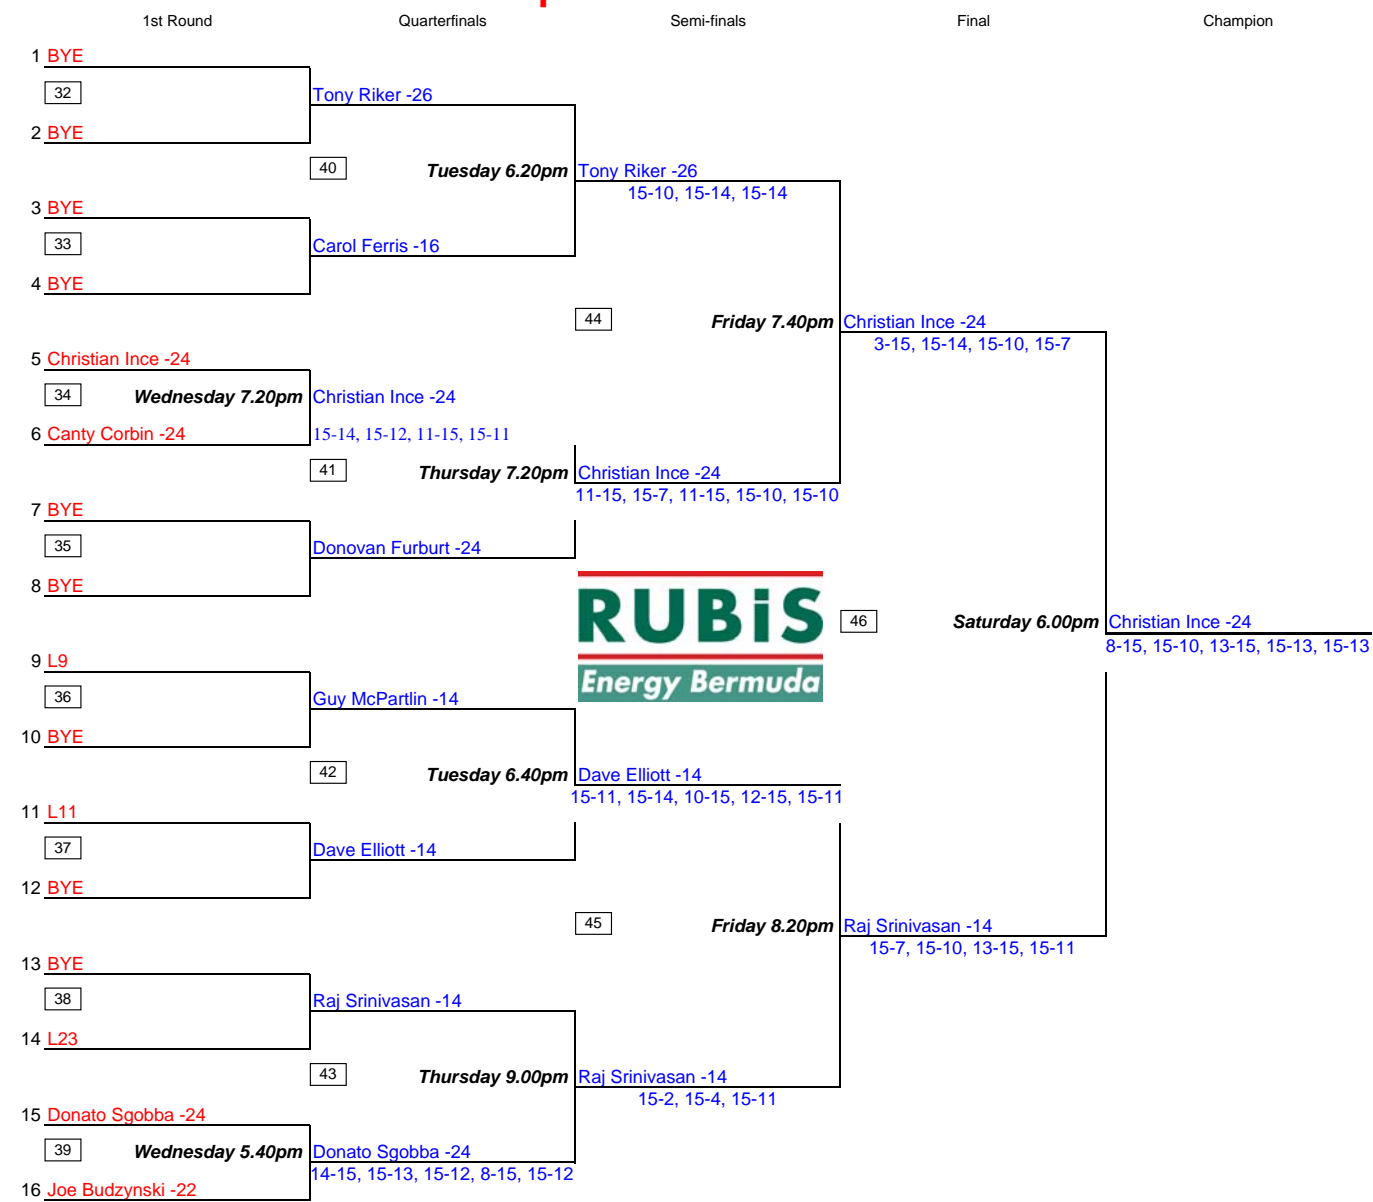 1st Round Quarterfinals Semi-finals Final Champion
1 BYE
32 Tony Riker -26
2 BYE
40 Tuesday 6.20pm Tony Riker -26
15-10, 15-14, 15-14
3 BYE
33 Carol Ferris -16
4 BYE
44 Friday 7.40pm Christian Ince -24
3-15, 15-14, 15-10, 15-7
5 Christian Ince -24
34 Wednesday 7.20pm Christian Ince -24
6 Canty Corbin -24 15-14, 15-12, 11-15, 15-11
41 Thursday 7.20pm Christian Ince -24
11-15, 15-7, 11-15, 15-10, 15-10
7 BYE
35 Donovan Furburt -24
8 BYE
RUBiS
46 Saturday 6.00pm Christian Ince -24
8-15, 15-10, 13-15, 15-13, 15-13
9 L9
Energy Bermuda
36 Guy McPartlin -14
10 BYE
42 Tuesday 6.40pm Dave Elliott -14
15-11, 15-14, 10-15, 12-15, 15-11
11 L11
37 Dave Elliott -14
12 BYE
45 Friday 8.20pm Raj Srinivasan -14
15-7, 15-10, 13-15, 15-11
13 BYE
38 Raj Srinivasan -14
14 L23
43 Thursday 9.00pm Raj Srinivasan -14
15-2, 15-4, 15-11
15 Donato Sgobba -24
39 Wednesday 5.40pm Donato Sgobba -24
14-15, 15-13, 15-12, 8-15, 15-12
16 Joe Budzynski -22